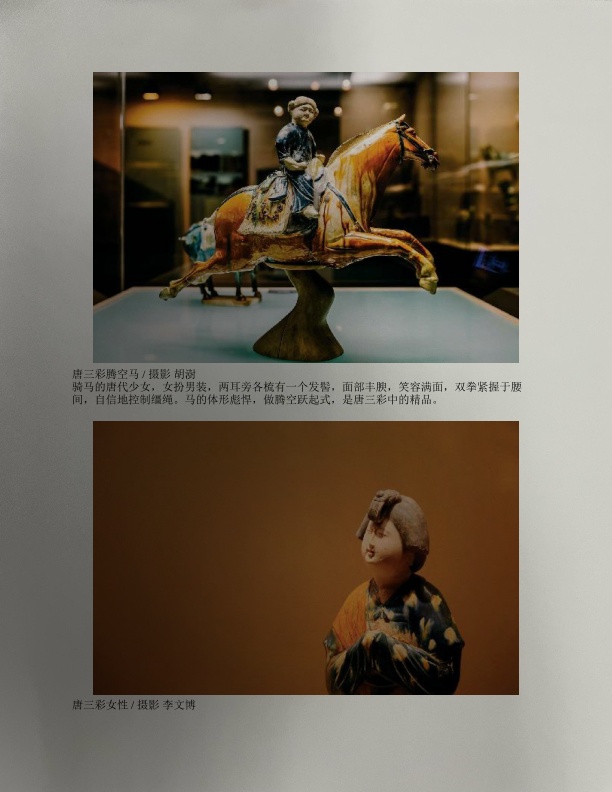 唐三彩腾空马 / 摄影 胡澍
骑马的唐代少女，女扮男装，两耳旁各梳有一个发髻，面部丰腴，笑容满面，双拳紧握于腰
间，自信地控制缰绳。马的体形彪悍，做腾空跃起式，是唐三彩中的精品。
唐三彩女性 / 摄影 李文博